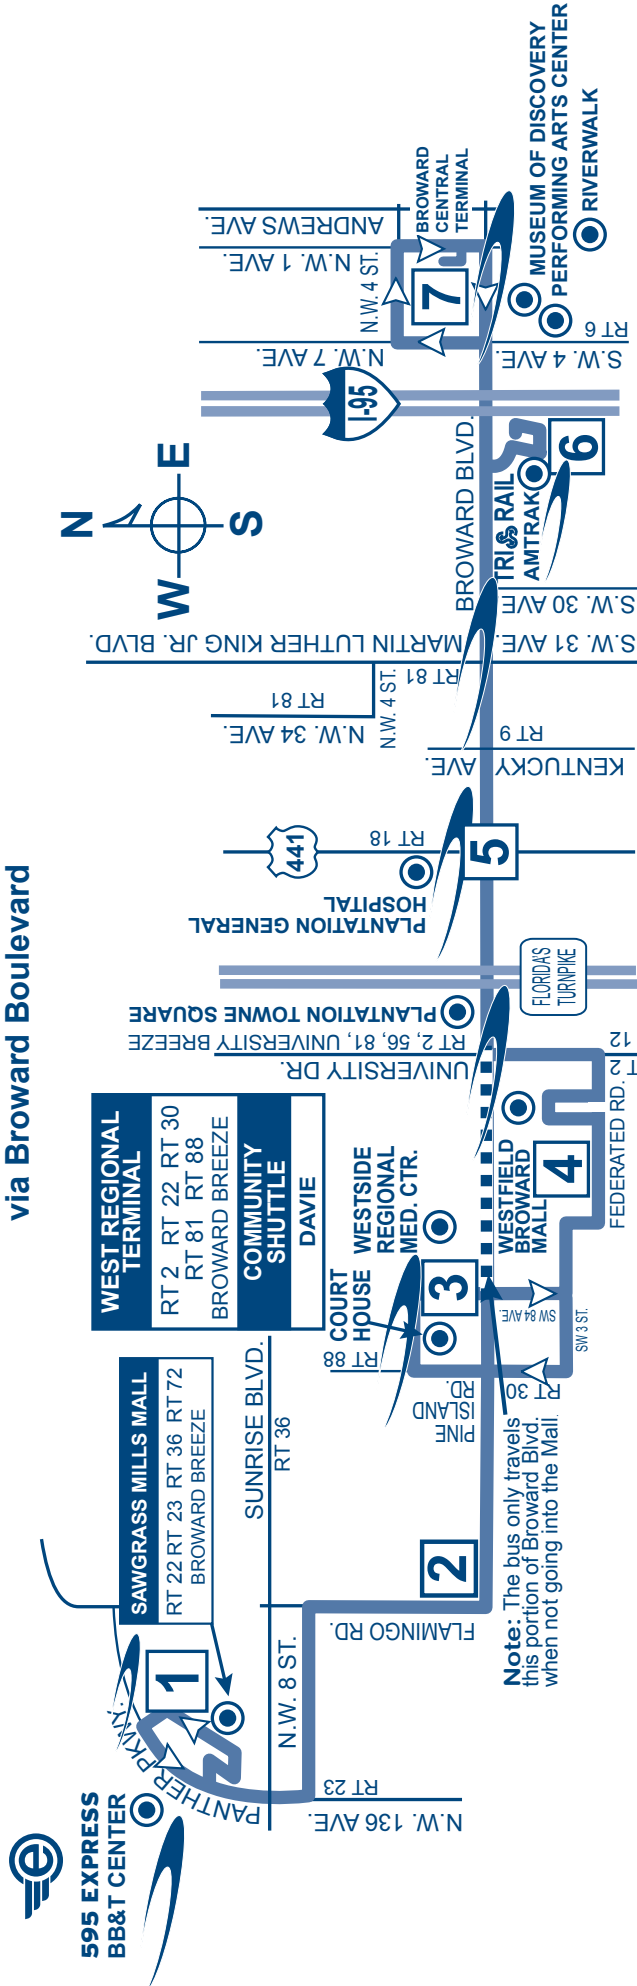 via Broward Boulevard
595 EXPRESS
BB&T CENTER
PANTHER PKWY.
1
SAWGRASS MILLS MALL
RT 22 RT 23 RT 36 RT 72
BROWARD BREEZE
N.W. 136 AVE.
RT 23
N.W. 8 ST.
SUNRISE BLVD.
RT 36
FLAMINGO RD.
2
Note: The bus only travels
this portion of Broward Blvd.
when not going into the Mall.
WEST REGIONAL
TERMINAL
RT 2 RT 22 RT 30
RT 81 RT 88
BROWARD BREEZE
COMMUNITY
SHUTTLE
DAVIE
PINE
ISLAND
RD.
RT 88
RT 30
COURT
HOUSE
3
WESTSIDE
REGIONAL
MED. CTR.
SW 84 AVE.
SW 3 ST.
WESTFIELD
BROWARD
MALL
4
FEDERATED RD.
UNIVERSITY DR.
RT 2, 56, 81, UNIVERSITY BREEZE
PLANTATION TOWNE SQUARE
FLORIDA'S
TURNPIKE
PLANTATION GENERAL
HOSPITAL
441
RT 18
5
KENTUCKY AVE.
RT 9
N.W. 34 AVE.
RT 81
N.W. 4 ST.
RT 81
MARTIN LUTHER KING JR. BLVD.
S.W. 31 AVE.
S.W. 30 AVE.
BROWARD BLVD.
N
W
E
S
TRI RAIL
AMTRAK
6
I-95
N.W. 7 AVE.
S.W. 4 AVE.
RT 6
N.W. 4 ST.
7
N.W. 1 AVE.
ANDREWS AVE.
BROWARD
CENTRAL
TERMINAL
MUSEUM OF DISCOVERY
PERFORMING ARTS CENTER
RIVERWALK